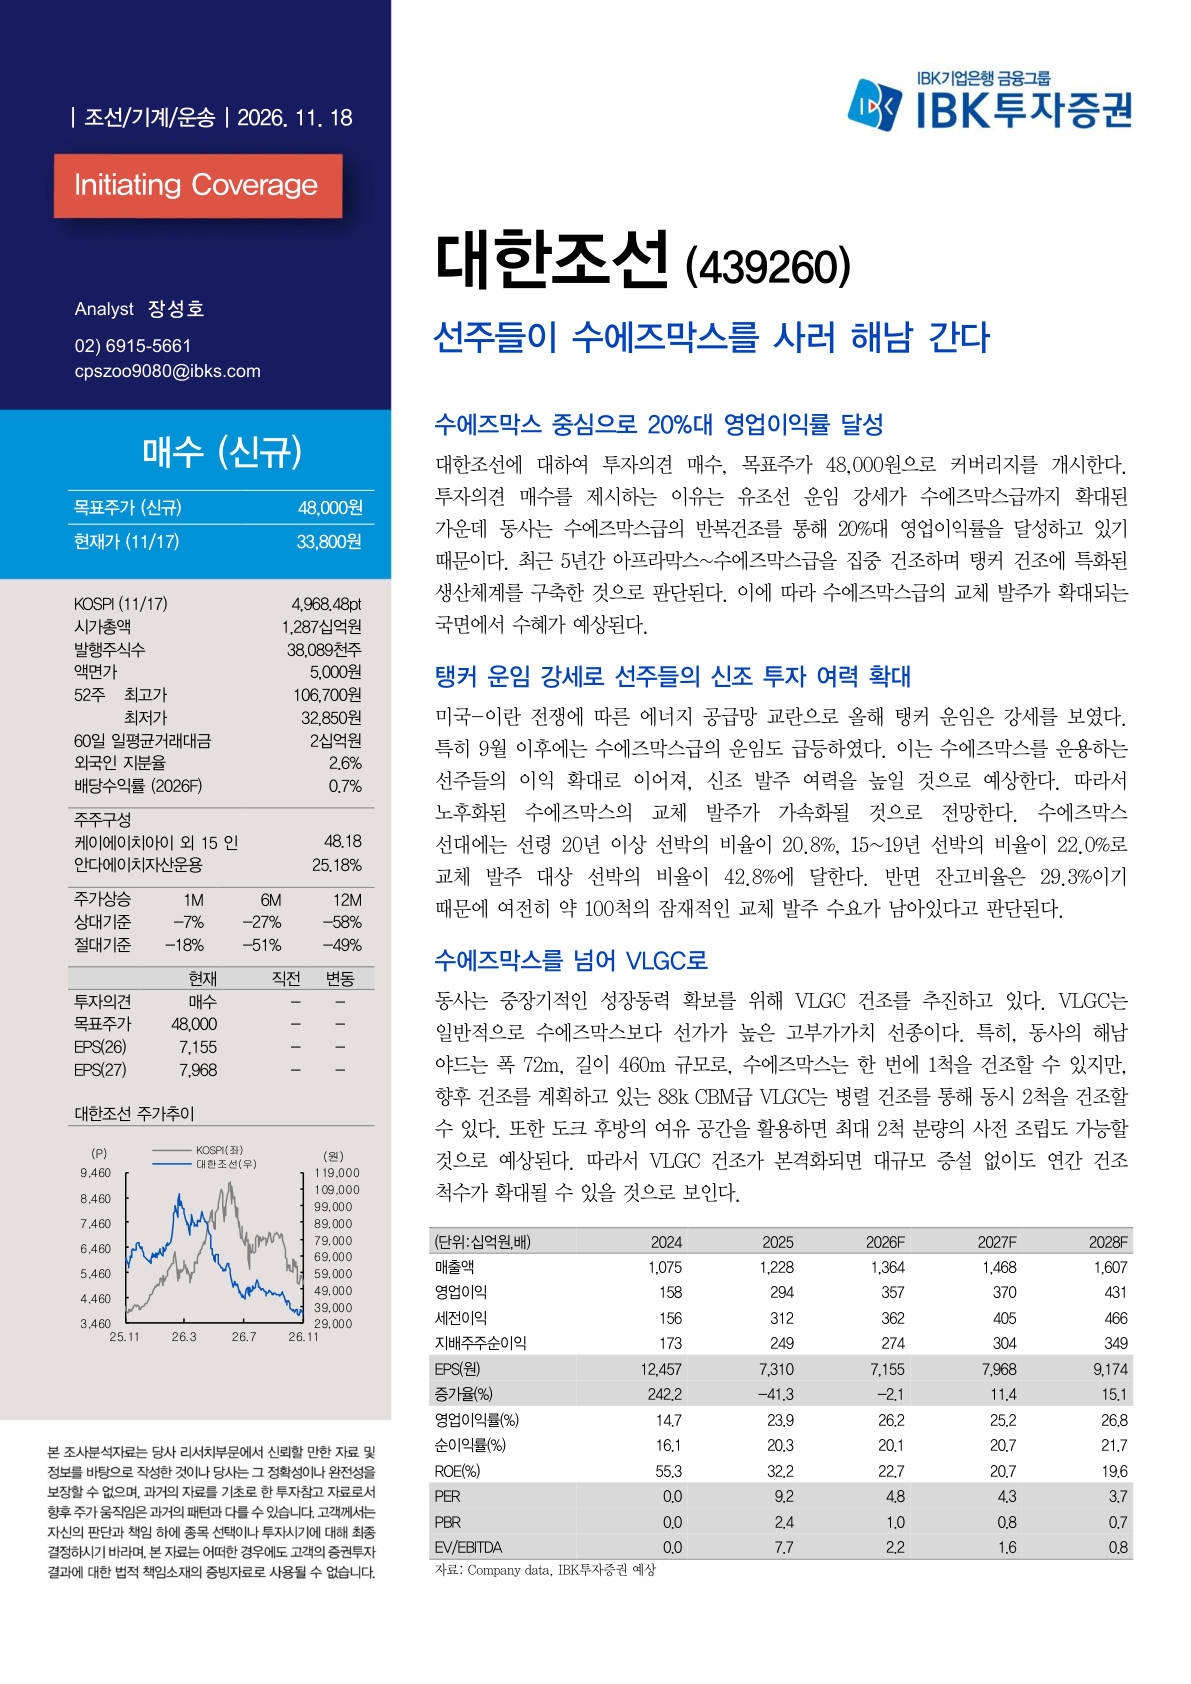 | 조선/기계/운송 | 2026. 11. 18
Initiating Coverage
Analyst 장성호
02) 6915-5661
cpszoo9080@ibks.com
매수 (신규)
목표주가 (신규) 48,000원
현재가 (11/17) 33,800원
KOSPI (11/17) 4,968.48pt
시가총액 1,287십억원
발행주식수 38,089천주
액면가 5,000원
52주 최고가 106,700원
최저가 32,850원
60일 일평균거래대금 2십억원
외국인 지분율 2.6%
배당수익률 (2026F) 0.7%
주주구성
케이에이치아이 외 15 인 48.18
안다에이치자산운용 25.18%
주가상승 1M 6M 12M
상대기준 −7% −27% −58%
절대기준 −18% −51% −49%
현재 직전 변동
투자의견 매수 − −
목표주가 48,000 − −
EPS(26) 7,155 − −
EPS(27) 7,968 − −
대한조선 주가추이
(P) KOSPI(좌) (원)
대한조선(우)
9,460 119,000
109,000
8,460 99,000
7,460 89,000
79,000
6,460 69,000
5,460 59,000
49,000
4,460 39,000
3,460 29,000
25.11 26.3 26.7 26.11
본 조사분석자료는 당사 리서치부문에서 신뢰할 만한 자료 및
정보를 바탕으로 작성한 것이나 당사는 그 정확성이나 완전성을
보장할 수 없으며, 과거의 자료를 기초로 한 투자참고 자료로서
향후 주가 움직임은 과거의 패턴과 다를 수 있습니다. 고객께서는
자신의 판단과 책임 하에 종목 선택이나 투자시기에 대해 최종
결정하시기 바라며, 본 자료는 어떠한 경우에도 고객의 증권투자
결과에 대한 법적 책임소재의 증빙자료로 사용될 수 없습니다.
IBK기업은행 금융그룹
IBK투자증권
대한조선 (439260)
선주들이 수에즈막스를 사러 해남 간다
수에즈막스 중심으로 20%대 영업이익률 달성
대한조선에 대하여 투자의견 매수, 목표주가 48,000원으로 커버리지를 개시한다.
투자의견 매수를 제시하는 이유는 유조선 운임 강세가 수에즈막스급까지 확대된
가운데 동사는 수에즈막스급의 반복건조를 통해 20%대 영업이익률을 달성하고 있기
때문이다. 최근 5년간 아프라막스~수에즈막스급을 집중 건조하며 탱커 건조에 특화된
생산체계를 구축한 것으로 판단된다. 이에 따라 수에즈막스급의 교체 발주가 확대되는
국면에서 수혜가 예상된다.
탱커 운임 강세로 선주들의 신조 투자 여력 확대
미국-이란 전쟁에 따른 에너지 공급망 교란으로 올해 탱커 운임은 강세를 보였다.
특히 9월 이후에는 수에즈막스급의 운임도 급등하였다. 이는 수에즈막스를 운용하는
선주들의 이익 확대로 이어져, 신조 발주 여력을 높일 것으로 예상한다. 따라서
노후화된 수에즈막스의 교체 발주가 가속화될 것으로 전망한다. 수에즈막스
선대에는 선령 20년 이상 선박의 비율이 20.8%, 15~19년 선박의 비율이 22.0%로
교체 발주 대상 선박의 비율이 42.8%에 달한다. 반면 잔고비율은 29.3%이기
때문에 여전히 약 100척의 잠재적인 교체 발주 수요가 남아있다고 판단된다.
수에즈막스를 넘어 VLGC로
동사는 중장기적인 성장동력 확보를 위해 VLGC 건조를 추진하고 있다. VLGC는
일반적으로 수에즈막스보다 선가가 높은 고부가가치 선종이다. 특히, 동사의 해남
야드는 폭 72m, 길이 460m 규모로, 수에즈막스는 한 번에 1척을 건조할 수 있지만,
향후 건조를 계획하고 있는 88k CBM급 VLGC는 병렬 건조를 통해 동시 2척을 건조할
수 있다. 또한 도크 후방의 여유 공간을 활용하면 최대 2척 분량의 사전 조립도 가능할
것으로 예상된다. 따라서 VLGC 건조가 본격화되면 대규모 증설 없이도 연간 건조
척수가 확대될 수 있을 것으로 보인다.
(단위:십억원,배) 2024 2025 2026F 2027F 2028F
매출액 1,075 1,228 1,364 1,468 1,607
영업이익 158 294 357 370 431
세전이익 156 312 362 405 466
지배주주순이익 173 249 274 304 349
EPS(원) 12,457 7,310 7,155 7,968 9,174
증가율(%) 242.2 −41.3 −2.1 11.4 15.1
영업이익률(%) 14.7 23.9 26.2 25.2 26.8
순이익률(%) 16.1 20.3 20.1 20.7 21.7
ROE(%) 55.3 32.2 22.7 20.7 19.6
PER 0.0 9.2 4.8 4.3 3.7
PBR 0.0 2.4 1.0 0.8 0.7
EV/EBITDA 0.0 7.7 2.2 1.6 0.8
자료: Company data, IBK투자증권 예상